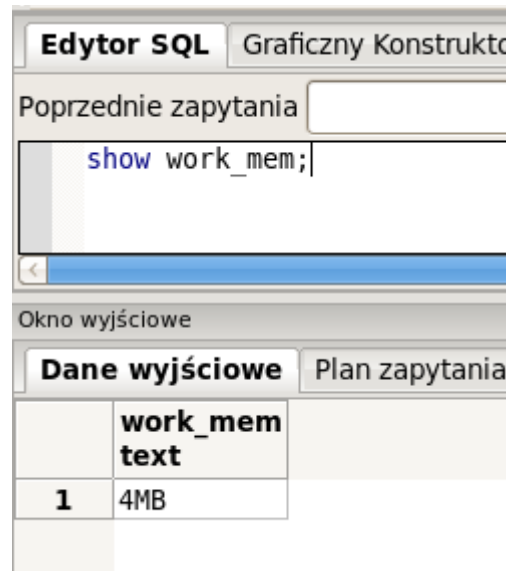 Edytor SQL Graficzny Konstrukto
Poprzednie zapytania
show work_mem;
Okno wyjściowe
Dane wyjściowe Plan zapytania
work_mem
text
1 4MB